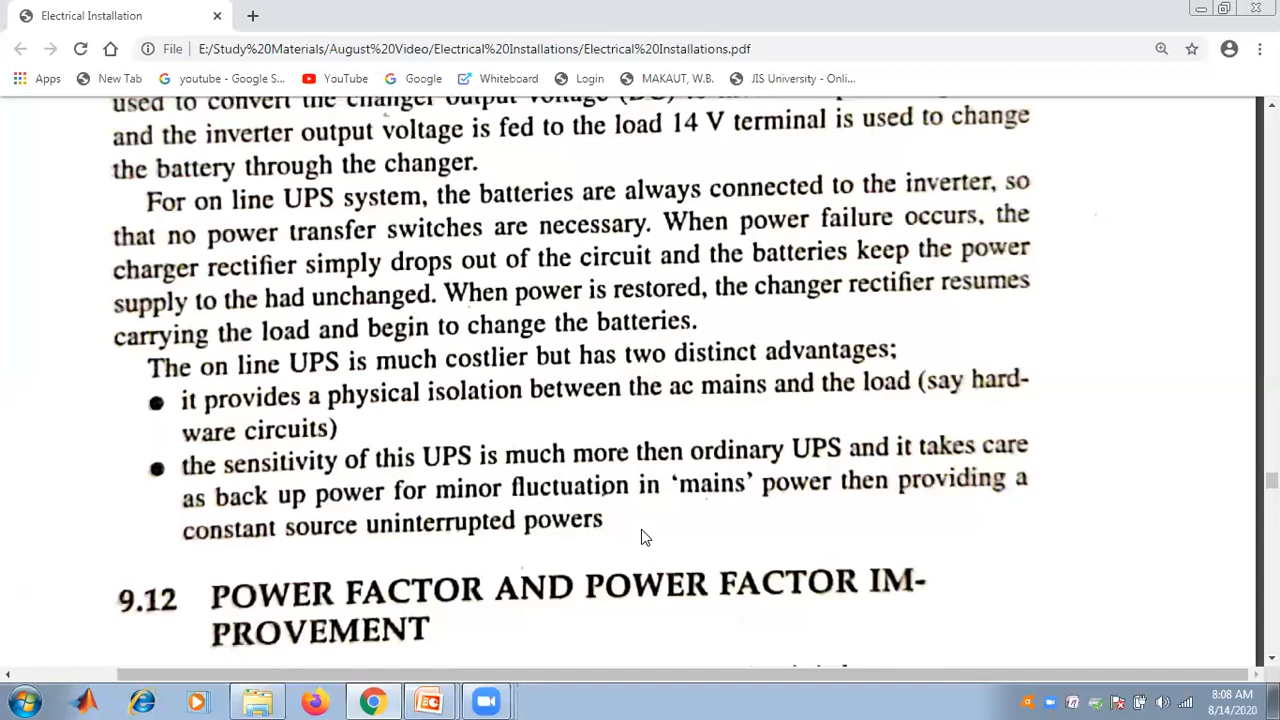 Electrical Installation
File E:/Study%20Materials/August%20Video/Electrical%20Installations/Electrical%20Installations.pdf
Apps New Tab youtube - Google S... YouTube Google Whiteboard Login MAKAUT, W.B. JIS University - Onli...
used to convert the changer output voltage (DC) to
and the inverter output voltage is fed to the load 14 V terminal is used to change
the battery through the changer.
For on line UPS system, the batteries are always connected to the inverter, so
that no power transfer switches are necessary. When power failure occurs, the
charger rectifier simply drops out of the circuit and the batteries keep the power
supply to the had unchanged. When power is restored, the changer rectifier resumes
carrying the load and begin to change the batteries.
The on line UPS is much costlier but has two distinct advantages;
● it provides a physical isolation between the ac mains and the load (say hard-
ware circuits)
● the sensitivity of this UPS is much more then ordinary UPS and it takes care
as back up power for minor fluctuation in ‘mains’ power then providing a
constant source uninterrupted powers
9.12 POWER FACTOR AND POWER FACTOR IM-
PROVEMENT
8:08 AM
8/14/2020